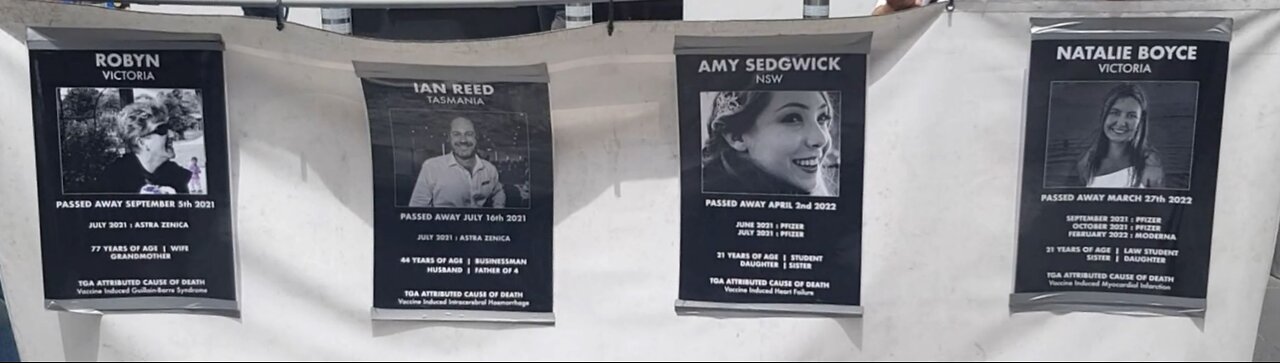 ROBYN
VICTORIA
PASSED AWAY SEPTEMBER 5th 2021
JULY 2021 : ASTRA ZENICA
77 YEARS OF AGE | WIFE
GRANDMOTHER
TGA ATTRIBUTED CAUSE OF DEATH
Vaccine Induced Guillain-Barre Syndrome
IAN REED
TASMANIA
PASSED AWAY JULY 16th 2021
JULY 2021 : ASTRA ZENICA
44 YEARS OF AGE | BUSINESSMAN
HUSBAND | FATHER OF 4
TGA ATTRIBUTED CAUSE OF DEATH
Vaccine Induced Intracerebral Haemorrhage
AMY SEDGWICK
NSW
PASSED AWAY APRIL 2nd 2022
JUNE 2021 : PFIZER
JULY 2021 : PFIZER
21 YEARS OF AGE | STUDENT
DAUGHTER | SISTER
TGA ATTRIBUTED CAUSE OF DEATH
Vaccine Induced Heart Failure
NATALIE BOYCE
VICTORIA
PASSED AWAY MARCH 27th 2022
SEPTEMBER 2021 : PFIZER
OCTOBER 2021 : PFIZER
FEBRUARY 2022 : MODERNA
21 YEARS OF AGE | LAW STUDENT
SISTER | DAUGHTER
TGA ATTRIBUTED CAUSE OF DEATH
Vaccine Induced Myocardial Infarction